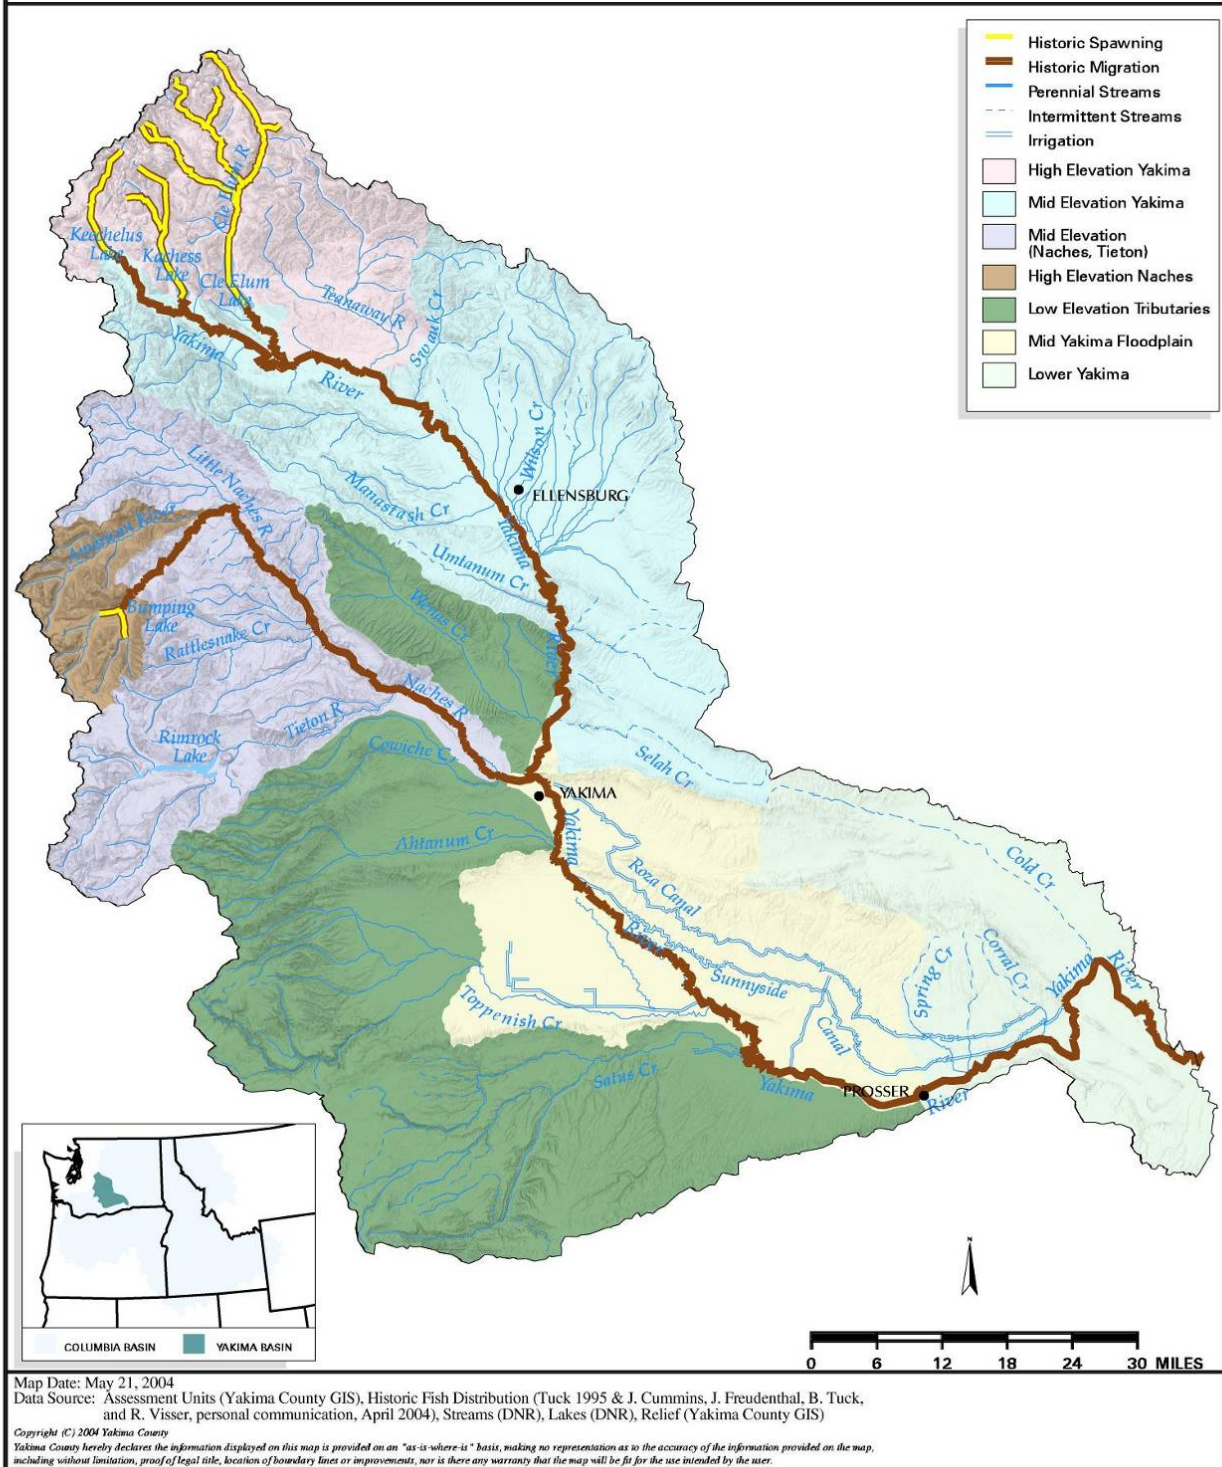 Historic Spawning
Historic Migration
Perennial Streams
Intermittent Streams
Irrigation
High Elevation Yakima
Mid Elevation Yakima
Mid Elevation
(Naches, Tieton)
High Elevation Naches
Low Elevation Tributaries
Mid Yakima Floodplain
Lower Yakima
Cle Elum R
Keechelus
Lake
Kachess
Lake
Cle Elum
Lake
Teanaway R
Swauk Cr
Yakima
River
Wilson Cr
ELLENSBURG
Little Naches R
Manastash Cr
Yakima
American River
Umtanum Cr
Wenas Cr
River
Bumping
Lake
Rattlesnake Cr
Naches R
Tieton R
Rimrock
Lake
Cowiche Cr
Selah Cr
YAKIMA
Yakima
Ahtanum Cr
Roza Canal
Cold Cr
River
Sunnyside
Canal
Spring Cr
Corral Cr
Yakima
River
Toppenish Cr
Satus Cr
Yakima
PROSSER
River
N
COLUMBIA BASIN
YAKIMA BASIN
0 6 12 18 24 30 MILES
Map Date: May 21, 2004
Data Source: Assessment Units (Yakima County GIS), Historic Fish Distribution (Tuck 1995 & J. Cummins, J. Freudenthal, B. Tuck,
and R. Visser, personal communication, April 2004), Streams (DNR), Lakes (DNR), Relief (Yakima County GIS)
Copyright (C) 2004 Yakima County
Yakima County hereby declares the information displayed on this map is provided on an "as-is-where-is" basis, making no representation as to the accuracy of the information provided on the map,
including without limitation, proof of legal title, location of boundary lines or improvements, nor is there any warranty that the map will be fit for the use intended by the user.